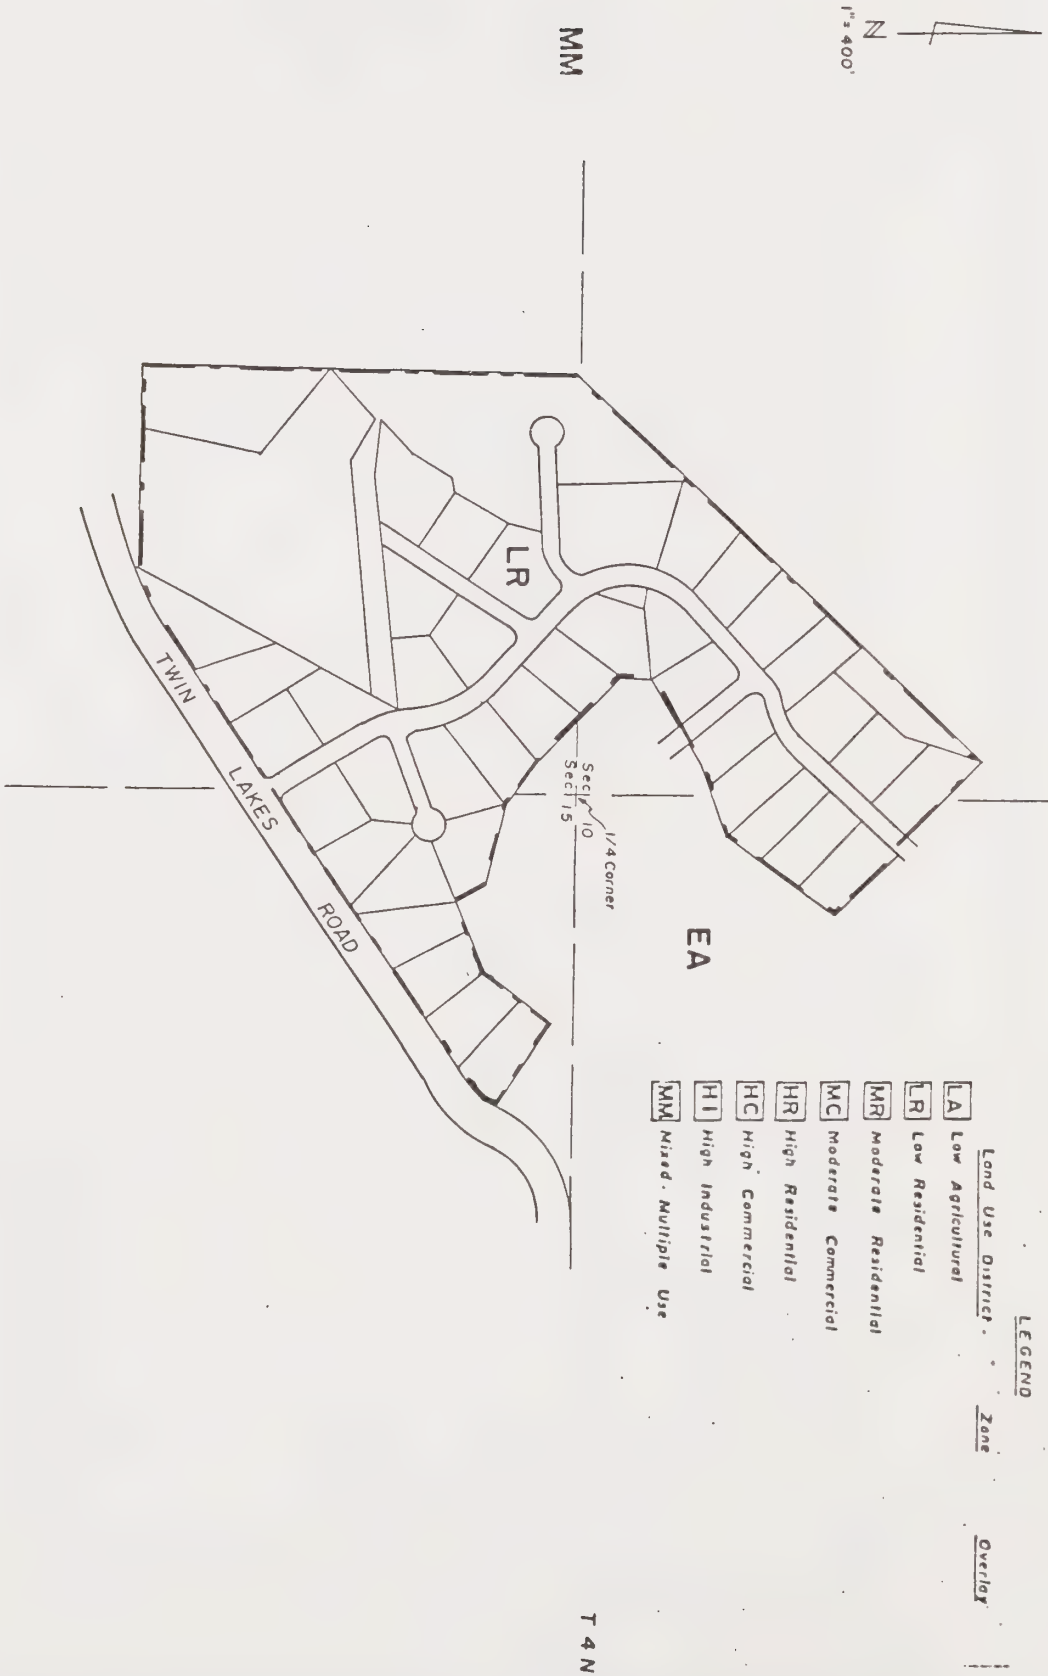 LEGEND
Land Use District
Zone
Overlay
LA Low Agricultural
LR Low Residential
MR Moderate Residential
MC Moderate Commercial
HR High Residential
HC High Commercial
HI High Industrial
MM Mixed - Multiple Use
N
1" = 400'
MM
LR
EA
1/4 Corner
Sec 10
Sec 15
TWIN LAKES ROAD
T 4 N